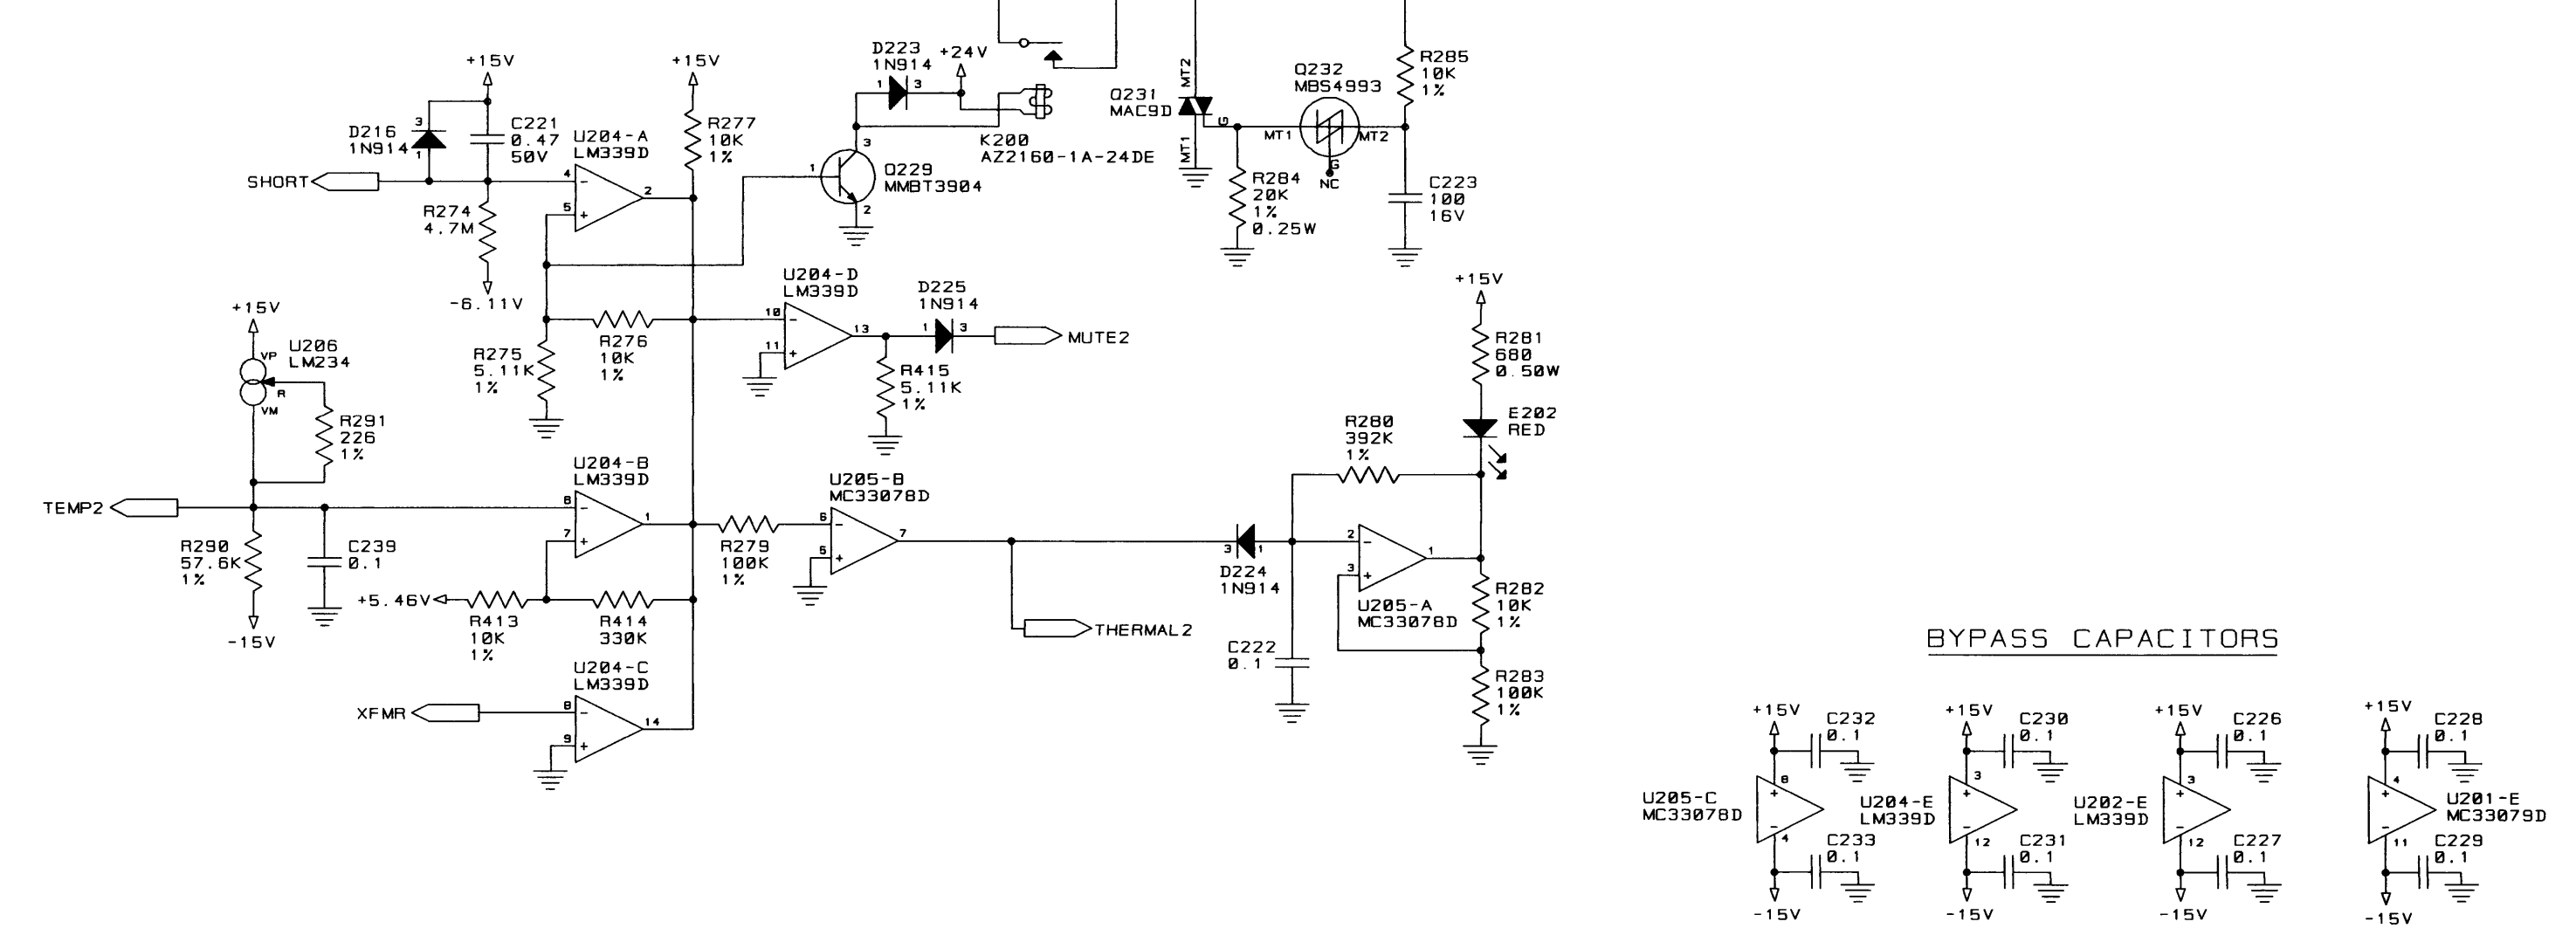 +15V
D216
1N914
3
1
C221
0.47
50V
U204-A
LM339D
SHORT
4
-
5
+
2
R274
4.7M
-6.11V
+15V
R277
10K
1%
D223
1N914
1
3
+24V
K200
AZ2160-1A-24DE
1
3
2
Q229
MMBT3904
MT2
Q231
MAC9D
MT1
G
R284
20K
1%
0.25W
Q232
MBS4993
MT1
MT2
G
NC
R285
10K
1%
C223
100
16V
+15V
U206
LM234
VP
R
VM
R291
226
1%
R275
5.11K
1%
R276
10K
1%
U204-D
LM339D
10
-
11
+
13
D225
1N914
1
3
MUTE2
R415
5.11K
1%
+15V
R281
680
0.50W
E202
RED
R280
392K
1%
U204-B
LM339D
TEMP2
6
-
7
+
1
R290
57.6K
1%
-15V
C239
0.1
+5.46V
R413
10K
1%
R414
330K
R279
100K
1%
U205-B
MC33078D
6
-
5
+
7
THERMAL2
3
1
D224
1N914
C222
0.1
2
-
3
+
1
U205-A
MC33078D
R282
10K
1%
R283
100K
1%
U204-C
LM339D
XFMR
8
-
9
+
14
BYPASS CAPACITORS
+15V
C232
0.1
8
+
-
4
U205-C
MC33078D
C233
0.1
-15V
+15V
C230
0.1
3
+
-
12
U204-E
LM339D
C231
0.1
-15V
+15V
C226
0.1
3
+
-
12
U202-E
LM339D
C227
0.1
-15V
+15V
C228
0.1
4
+
-
11
U201-E
MC33079D
C229
0.1
-15V